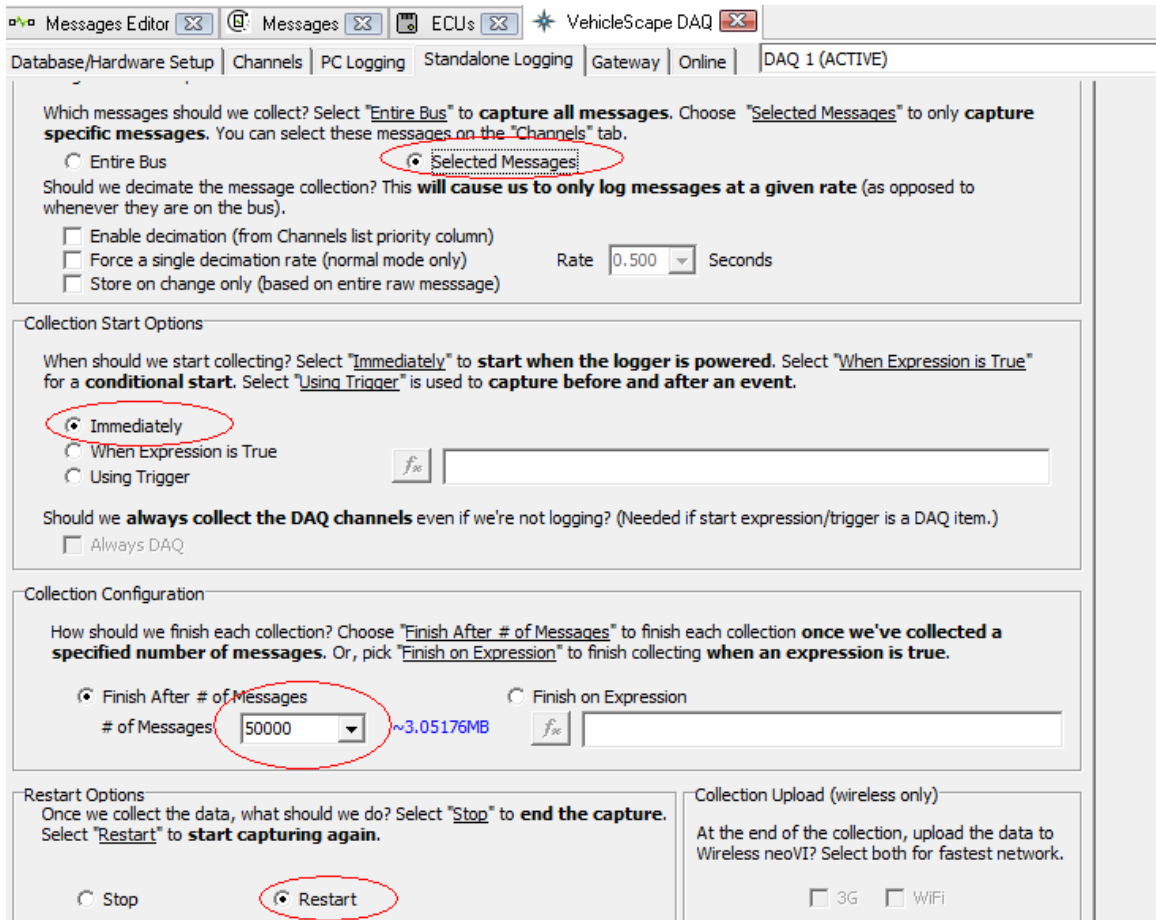 Messages Editor Messages ECUs VehicleScape DAQ
Database/Hardware Setup Channels PC Logging Standalone Logging Gateway Online DAQ 1 (ACTIVE)
Which messages should we collect? Select "Entire Bus" to capture all messages. Choose "Selected Messages" to only capture
specific messages. You can select these messages on the "Channels" tab.
Entire Bus Selected Messages
Should we decimate the message collection? This will cause us to only log messages at a given rate (as opposed to
whenever they are on the bus).
Enable decimation (from Channels list priority column)
Force a single decimation rate (normal mode only) Rate 0.500 Seconds
Store on change only (based on entire raw messsage)
Collection Start Options
When should we start collecting? Select "Immediately" to start when the logger is powered. Select "When Expression is True"
for a conditional start. Select "Using Trigger" is used to capture before and after an event.
Immediately
When Expression is True
fx
Using Trigger
Should we always collect the DAQ channels even if we're not logging? (Needed if start expression/trigger is a DAQ item.)
Always DAQ
Collection Configuration
How should we finish each collection? Choose "Finish After # of Messages" to finish each collection once we've collected a
specified number of messages. Or, pick "Finish on Expression" to finish collecting when an expression is true.
Finish After # of Messages Finish on Expression
# of Messages 50000 ~3.05176MB fx
Restart Options
Once we collect the data, what should we do? Select "Stop" to end the capture.
Select "Restart" to start capturing again.
Stop Restart
Collection Upload (wireless only)
At the end of the collection, upload the data to
Wireless neoVI? Select both for fastest network.
3G WiFi